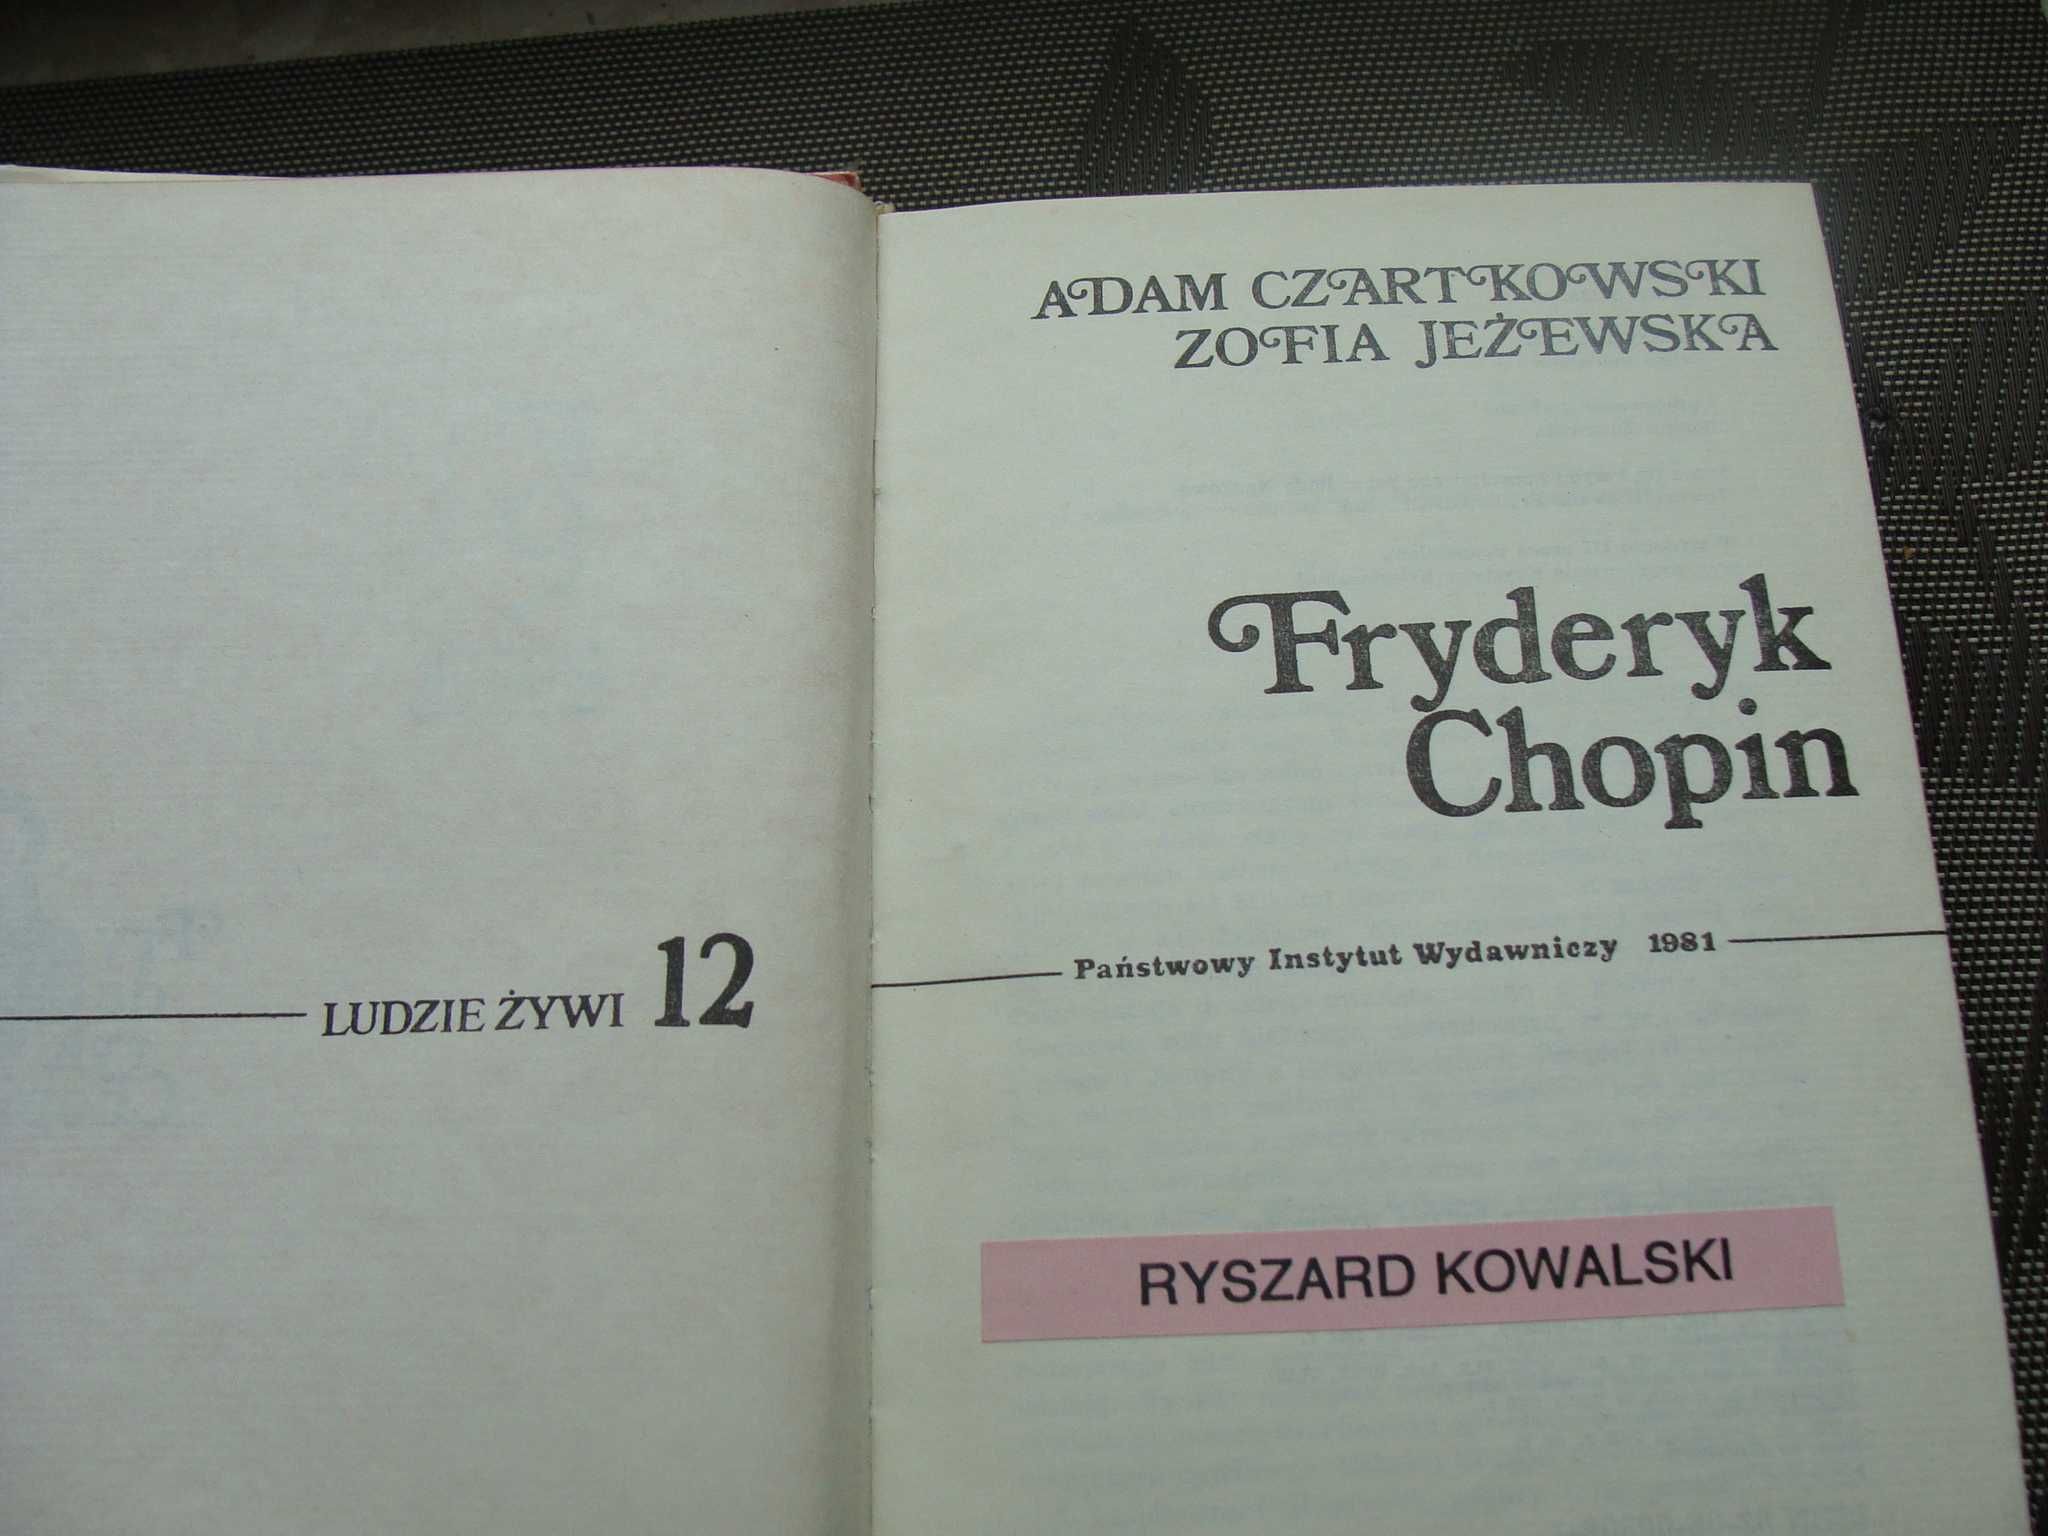 LUDZIE ŻYWI 12
ADAM CZARTKOWSKI
ZOFIA JEŻEWSKA
Fryderyk
Chopin
Państwowy Instytut Wydawniczy 1981
RYSZARD KOWALSKI